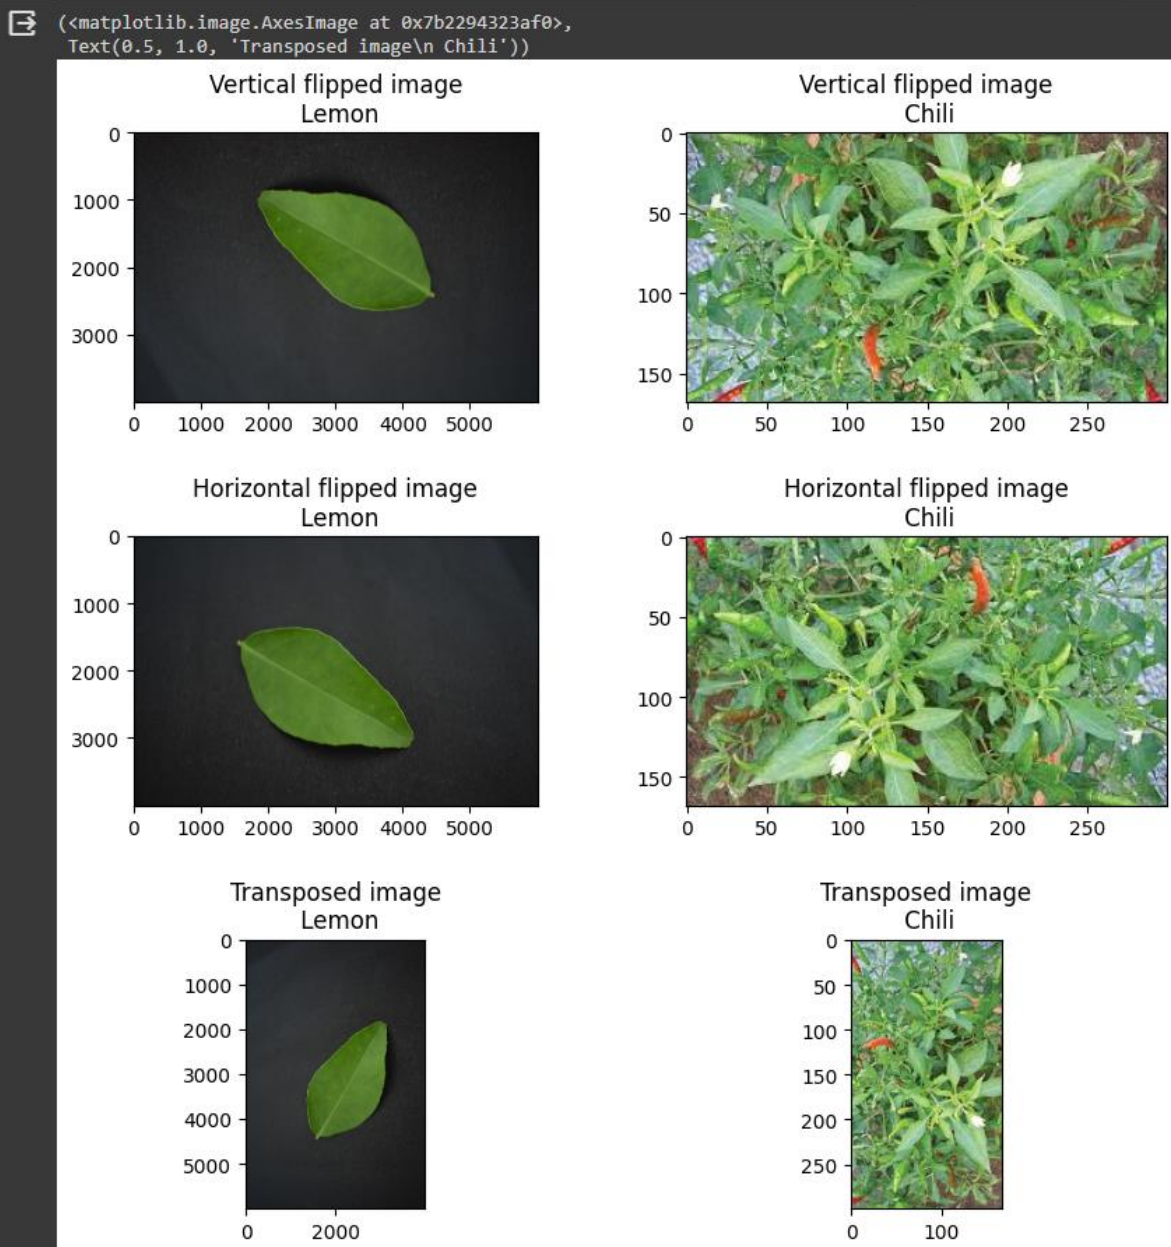 (<matplotlib.image.AxesImage at 0x7b2294323af0>,
Text(0.5, 1.0, 'Transposed image\n Chili'))
Vertical flipped image
Lemon
0
1000
2000
3000
0 1000 2000 3000 4000 5000
Vertical flipped image
Chili
0
50
100
150
0 50 100 150 200 250
Horizontal flipped image
Lemon
0
1000
2000
3000
0 1000 2000 3000 4000 5000
Horizontal flipped image
Chili
0
50
100
150
0 50 100 150 200 250
Transposed image
Lemon
0
1000
2000
3000
4000
5000
0 2000
Transposed image
Chili
0
50
100
150
200
250
0 100